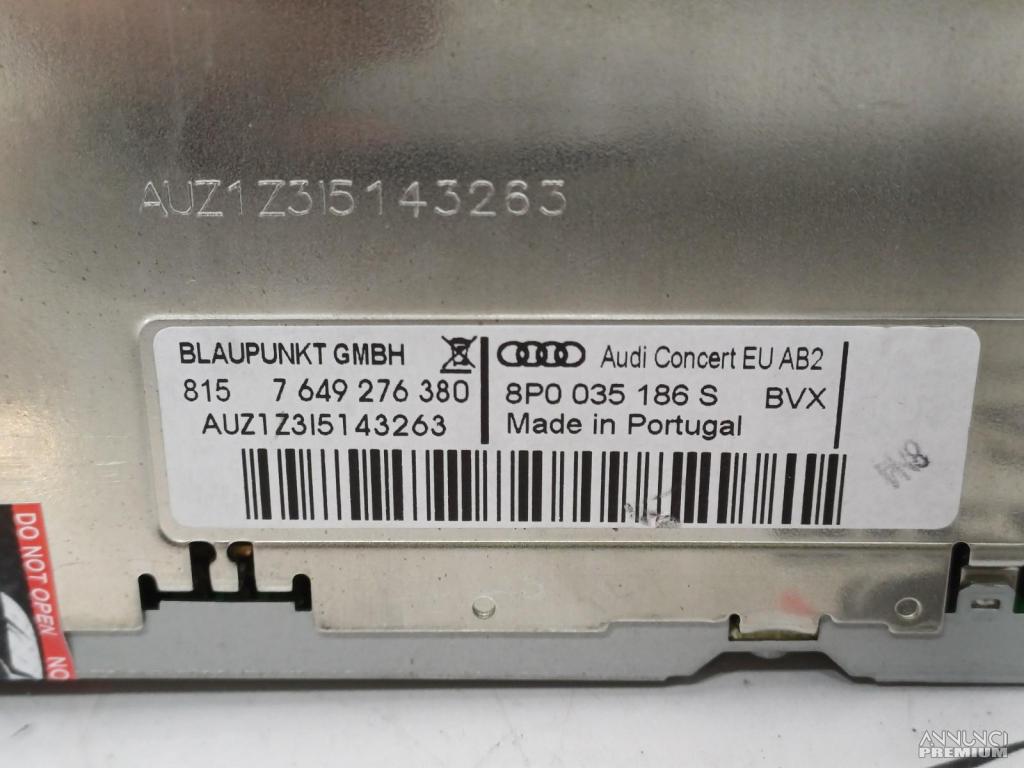 AUZ1Z3I5143263
BLAUPUNKT GMBH
815 7 649 276 380
AUZ1Z3I5143263
Audi Concert EU AB2
8P0 035 186 S BVX
Made in Portugal
DO NOT OPEN NO
ANNUNCI
PREMIUM